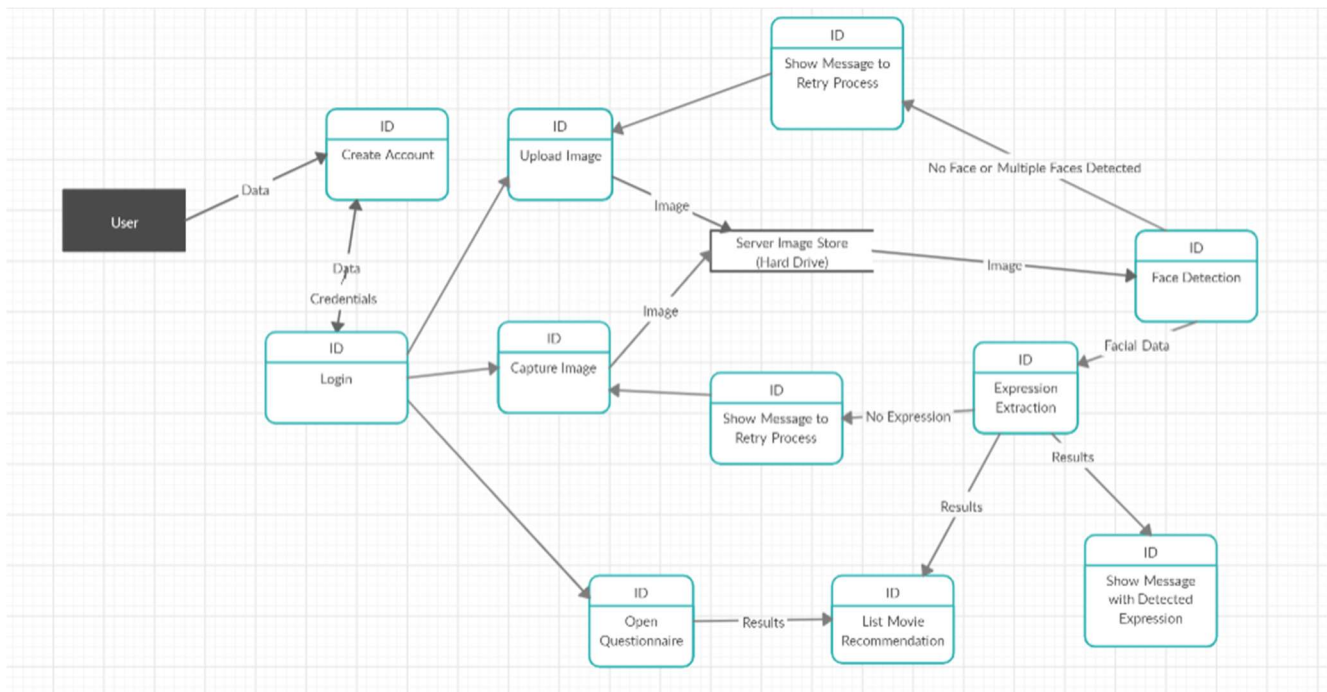 ID
Show Message to
Retry Process
ID
Create Account
ID
Upload Image
No Face or Multiple Faces Detected
Data
User
Image
Server Image Store
(Hard Drive)
Image
ID
Face Detection
Data
Credentials
Image
ID
Login
ID
Capture Image
Facial Data
ID
Expression
Extraction
ID
Show Message to
Retry Process
No Expression
Results
Results
ID
Show Message
with Detected
Expression
ID
Open
Questionnaire
Results
ID
List Movie
Recommendation